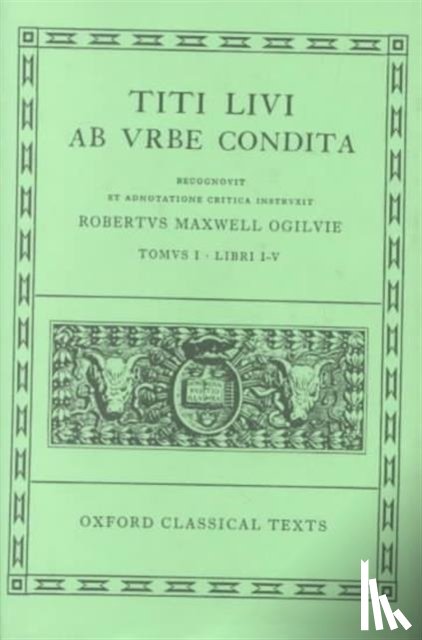 TITI LIVI
AB VRBE CONDITA
RECOGNOVIT
ET ADNOTATIONE CRITICA INSTRVXIT
ROBERTVS MAXWELL OGILVIE
TOMVS I · LIBRI I–V
OXFORD CLASSICAL TEXTS